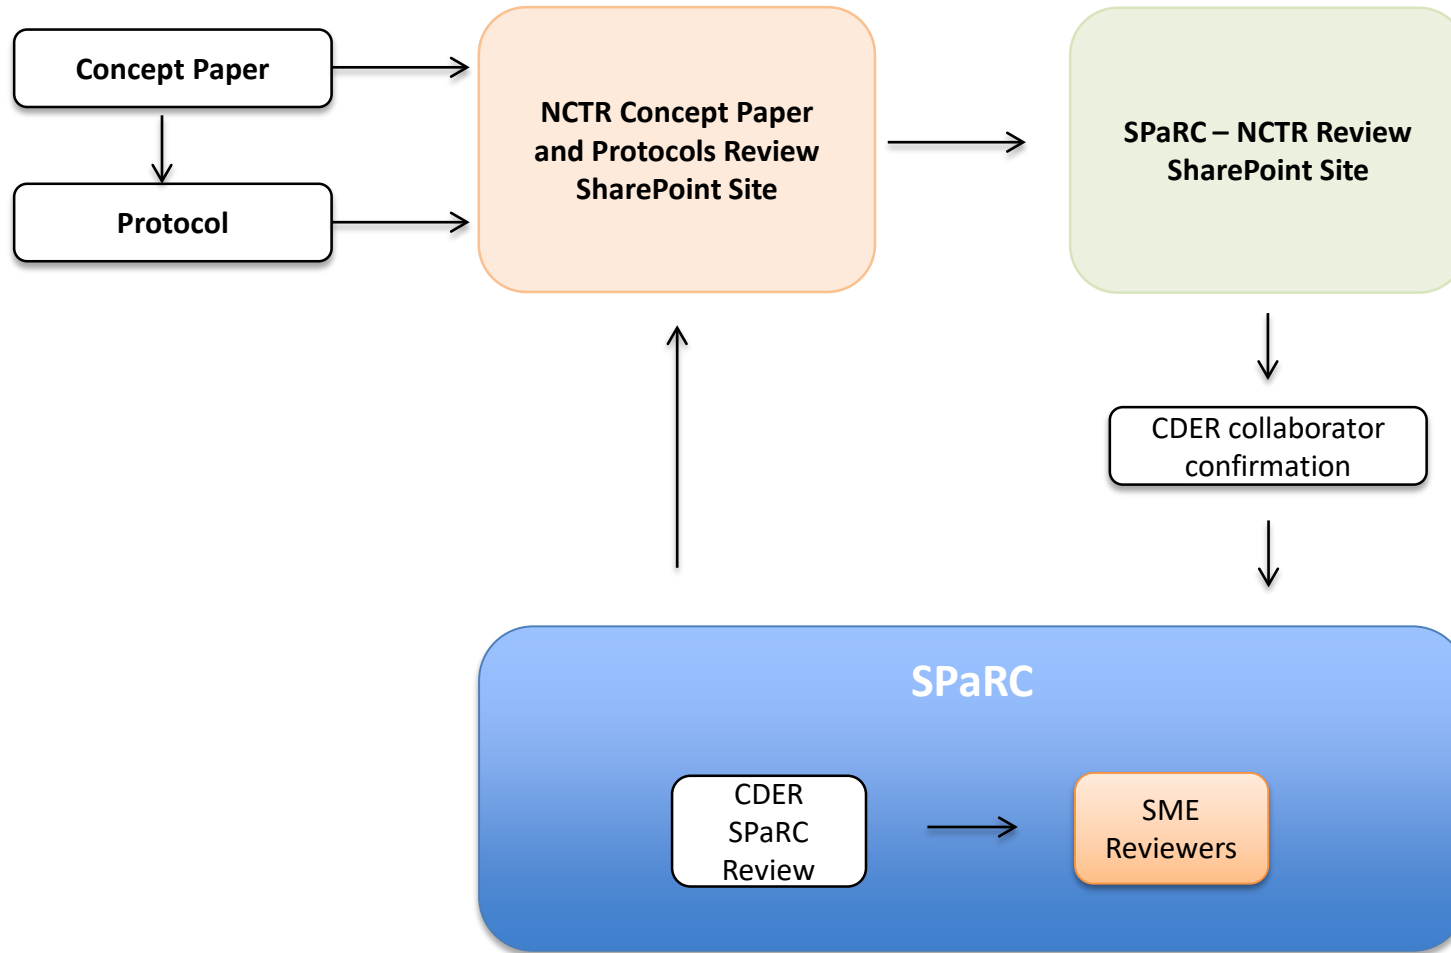 Concept Paper
Protocol
NCTR Concept Paper
and Protocols Review
SharePoint Site
SPaRC – NCTR Review
SharePoint Site
CDER collaborator
confirmation
SPaRC
CDER
SPaRC
Review
SME
Reviewers